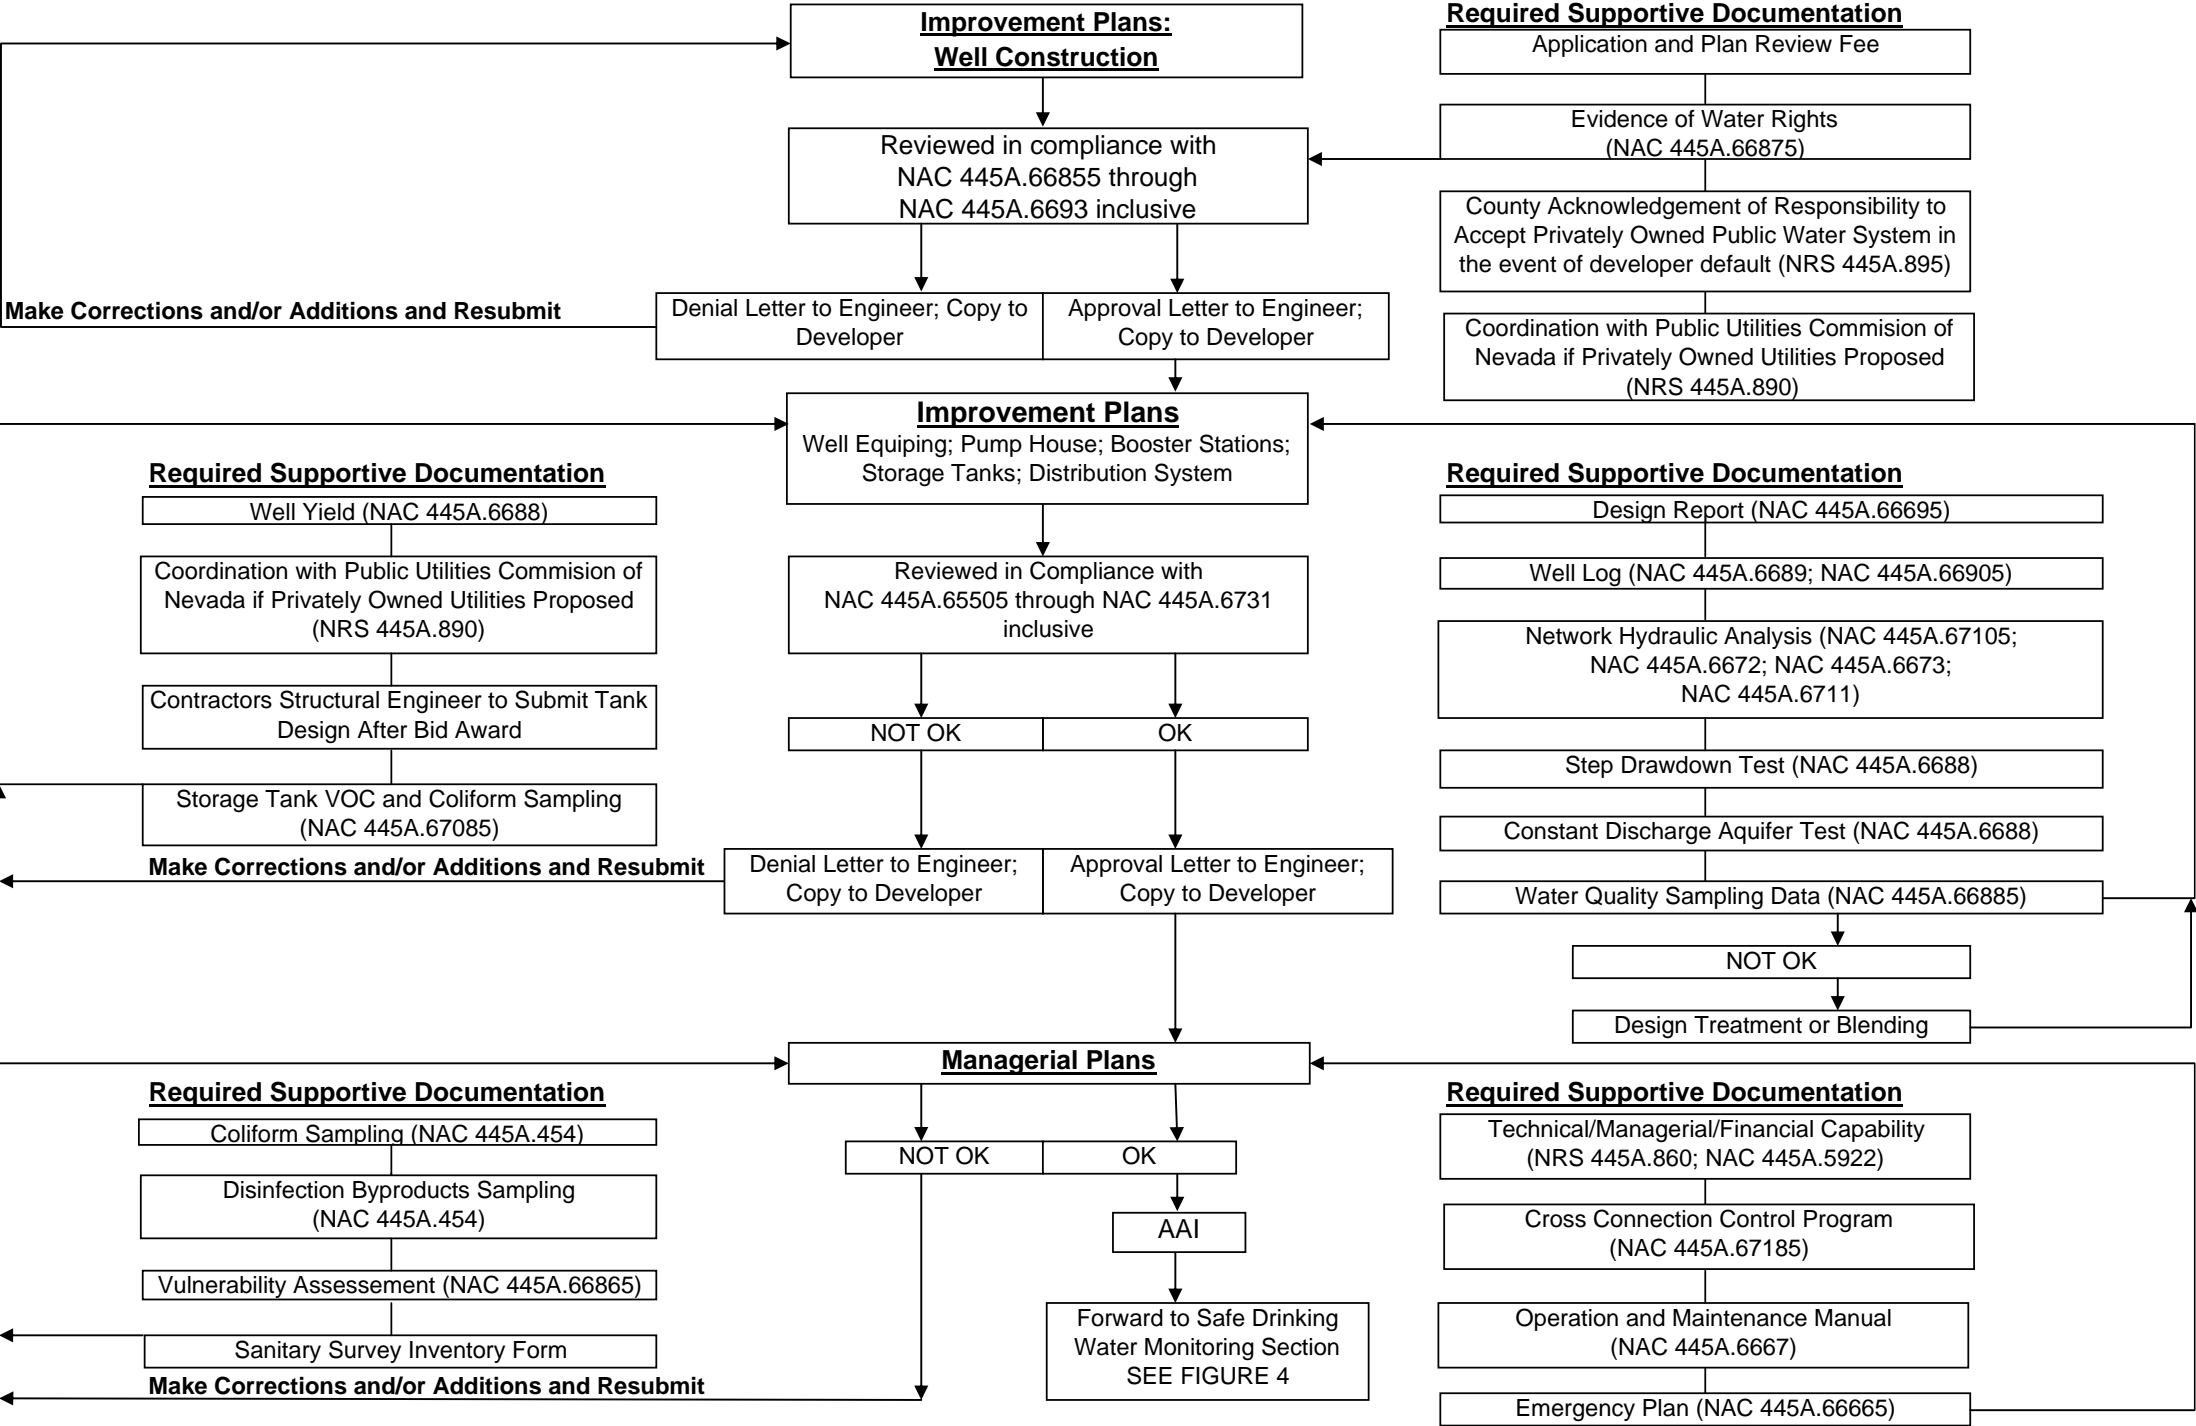 Improvement Plans:
Well Construction
Required Supportive Documentation
Application and Plan Review Fee
Evidence of Water Rights
(NAC 445A.66875)
County Acknowledgement of Responsibility to
Accept Privately Owned Public Water System in
the event of developer default (NRS 445A.895)
Coordination with Public Utilities Commision of
Nevada if Privately Owned Utilities Proposed
(NRS 445A.890)
Reviewed in compliance with
NAC 445A.66855 through
NAC 445A.6693 inclusive
Make Corrections and/or Additions and Resubmit
Denial Letter to Engineer; Copy to
Developer
Approval Letter to Engineer;
Copy to Developer
Improvement Plans
Well Equiping; Pump House; Booster Stations;
Storage Tanks; Distribution System
Required Supportive Documentation
Well Yield (NAC 445A.6688)
Coordination with Public Utilities Commision of
Nevada if Privately Owned Utilities Proposed
(NRS 445A.890)
Contractors Structural Engineer to Submit Tank
Design After Bid Award
Storage Tank VOC and Coliform Sampling
(NAC 445A.67085)
Make Corrections and/or Additions and Resubmit
Reviewed in Compliance with
NAC 445A.65505 through NAC 445A.6731
inclusive
NOT OK
OK
Denial Letter to Engineer;
Copy to Developer
Approval Letter to Engineer;
Copy to Developer
Required Supportive Documentation
Design Report (NAC 445A.66695)
Well Log (NAC 445A.6689; NAC 445A.66905)
Network Hydraulic Analysis (NAC 445A.67105;
NAC 445A.6672; NAC 445A.6673;
NAC 445A.6711)
Step Drawdown Test (NAC 445A.6688)
Constant Discharge Aquifer Test (NAC 445A.6688)
Water Quality Sampling Data (NAC 445A.66885)
NOT OK
Design Treatment or Blending
Managerial Plans
Required Supportive Documentation
Coliform Sampling (NAC 445A.454)
Disinfection Byproducts Sampling
(NAC 445A.454)
Vulnerability Assessement (NAC 445A.66865)
Sanitary Survey Inventory Form
Make Corrections and/or Additions and Resubmit
NOT OK
OK
AAI
Forward to Safe Drinking
Water Monitoring Section
SEE FIGURE 4
Required Supportive Documentation
Technical/Managerial/Financial Capability
(NRS 445A.860; NAC 445A.5922)
Cross Connection Control Program
(NAC 445A.67185)
Operation and Maintenance Manual
(NAC 445A.6667)
Emergency Plan (NAC 445A.66665)